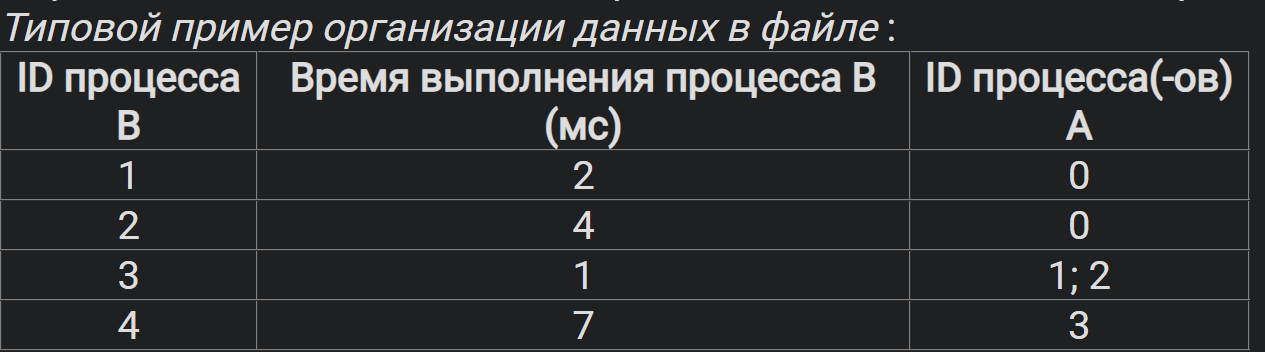 Типовой пример организации данных в файле :
ID процесса B
Время выполнения процесса B (мс)
ID процесса(-ов) A
1 2 0
2 4 0
3 1 1; 2
4 7 3